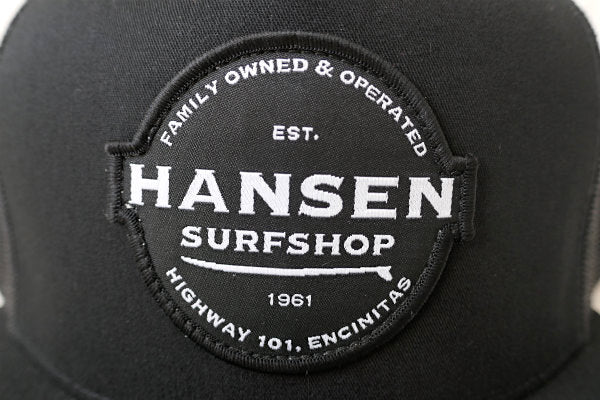 FAMILY OWNED & OPERATED
EST.
HANSEN
SURFSHOP
1961
HIGHWAY 101, ENCINITAS